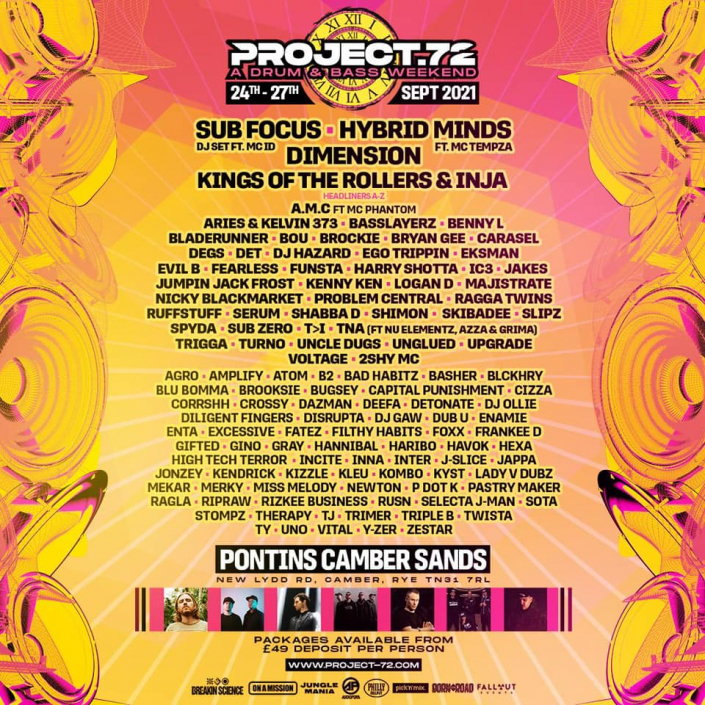 PROJECT.72
A DRUM & BASS WEEKEND
24TH - 27TH SEPT 2021
SUB FOCUS • HYBRID MINDS
DJ SET FT. MC ID FT. MC TEMPZA
DIMENSION
KINGS OF THE ROLLERS & INJA
HEADLINERS A-Z
A.M.C FT MC PHANTOM
ARIES & KELVIN 373 • BASSLAYERZ • BENNY L
BLADERUNNER • BOU • BROCKIE • BRYAN GEE • CARASEL
DEGS • DET • DJ HAZARD • EGO TRIPPIN • EKSMAN
EVIL B • FEARLESS • FUNSTA • HARRY SHOTTA • IC3 • JAKES
JUMPIN JACK FROST • KENNY KEN • LOGAN D • MAJISTRATE
NICKY BLACKMARKET • PROBLEM CENTRAL • RAGGA TWINS
RUFFSTUFF • SERUM • SHABBA D • SHIMON • SKIBADEE • SLIPZ
SPYDA • SUB ZERO • T>I • TNA (FT NU ELEMENTZ, AZZA & GRIMA)
TRIGGA • TURNO • UNCLE DUGS • UNGLUED • UPGRADE
VOLTAGE • 2SHY MC
AGRO • AMPLIFY • ATOM • B2 • BAD HABITZ • BASHER • BLCKHRY
BLU BOMMA • BROOKSIE • BUGSEY • CAPITAL PUNISHMENT • CIZZA
CORRSHH • CROSSY • DAZMAN • DEEFA • DETONATE • DJ OLLIE
DILIGENT FINGERS • DISRUPTA • DJ GAW • DUB U • ENAMIE
ENTA • EXCESSIVE • FATEZ • FILTHY HABITS • FOXX • FRANKEE D
GIFTED • GINO • GRAY • HANNIBAL • HARIBO • HAVOK • HEXA
HIGH TECH TERROR • INCITE • INNA • INTER • J-SLICE • JAPPA
JONZEY • KENDRICK • KIZZLE • KLEU • KOMBO • KYST • LADY V DUBZ
MEKAR • MERKY • MISS MELODY • NEWTON • P DOT K • PASTRY MAKER
RAGLA • RIPRAW • RIZKEE BUSINESS • RUSN • SELECTA J-MAN • SOTA
STOMPZ • THERAPY • TJ • TRIMER • TRIPLE B • TWISTA
TY • UNO • VITAL • Y-ZER • ZESTAR
PONTINS CAMBER SANDS
NEW LYDD RD, CAMBER, RYE TN31 7RL
PACKAGES AVAILABLE FROM
£49 DEPOSIT PER PERSON
WWW.PROJECT-72.COM
BREAKIN SCIENCE ON A MISSION JUNGLE MANIA PHILLY BLUNT pick'n'mix. BORN ON ROAD FALLOUT EVENTS